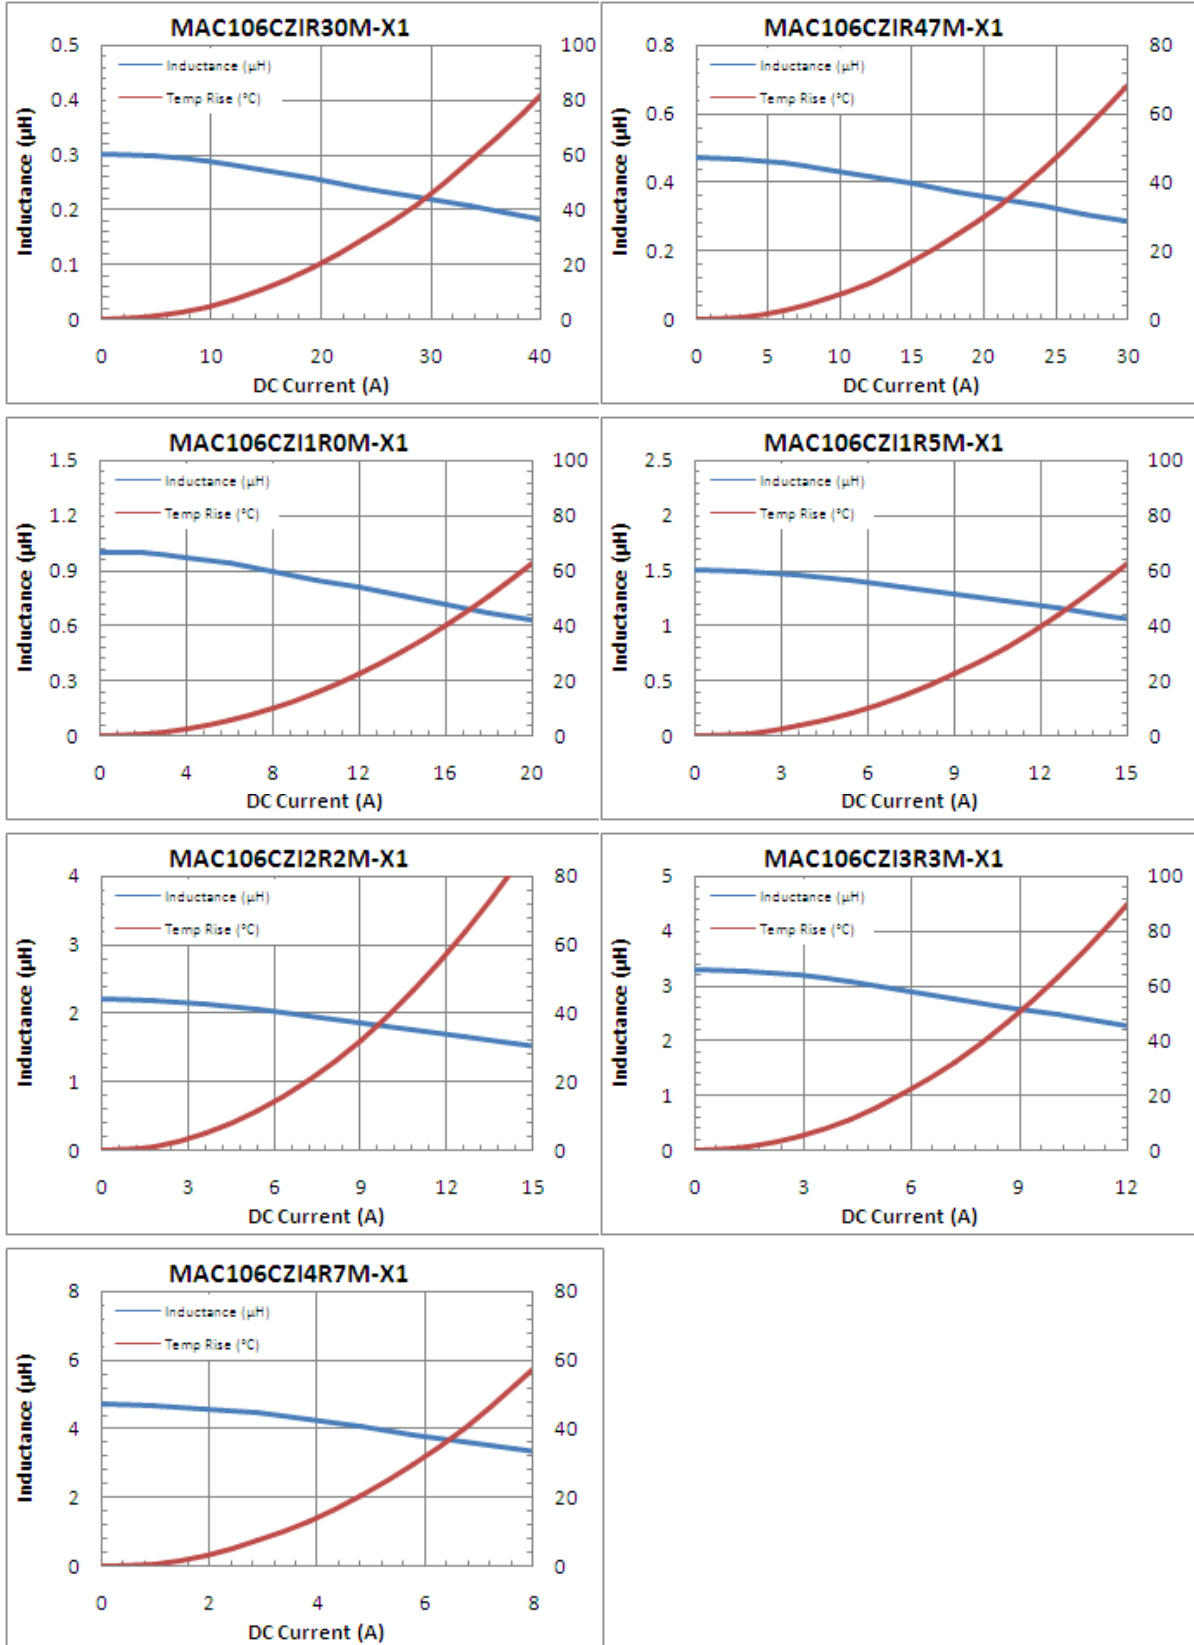 MAC106CZIR30M-X1
0.5
0.4
0.3
0.2
0.1
0
100
80
60
40
20
0
Inductance (µH)
Temp Rise (°C)
Inductance (µH)
0 10 20 30 40
DC Current (A)
MAC106CZIR47M-X1
0.8
0.6
0.4
0.2
0
80
60
40
20
0
Inductance (µH)
Temp Rise (°C)
Inductance (µH)
0 5 10 15 20 25 30
DC Current (A)
MAC106CZI1R0M-X1
1.5
1.2
0.9
0.6
0.3
0
100
80
60
40
20
0
Inductance (µH)
Temp Rise (°C)
Inductance (µH)
0 4 8 12 16 20
DC Current (A)
MAC106CZI1R5M-X1
2.5
2
1.5
1
0.5
0
100
80
60
40
20
0
Inductance (µH)
Temp Rise (°C)
Inductance (µH)
0 3 6 9 12 15
DC Current (A)
MAC106CZI2R2M-X1
4
3
2
1
0
80
60
40
20
0
Inductance (µH)
Temp Rise (°C)
Inductance (µH)
0 3 6 9 12 15
DC Current (A)
MAC106CZI3R3M-X1
5
4
3
2
1
0
100
80
60
40
20
0
Inductance (µH)
Temp Rise (°C)
Inductance (µH)
0 3 6 9 12
DC Current (A)
MAC106CZI4R7M-X1
8
6
4
2
0
80
60
40
20
0
Inductance (µH)
Temp Rise (°C)
Inductance (µH)
0 2 4 6 8
DC Current (A)